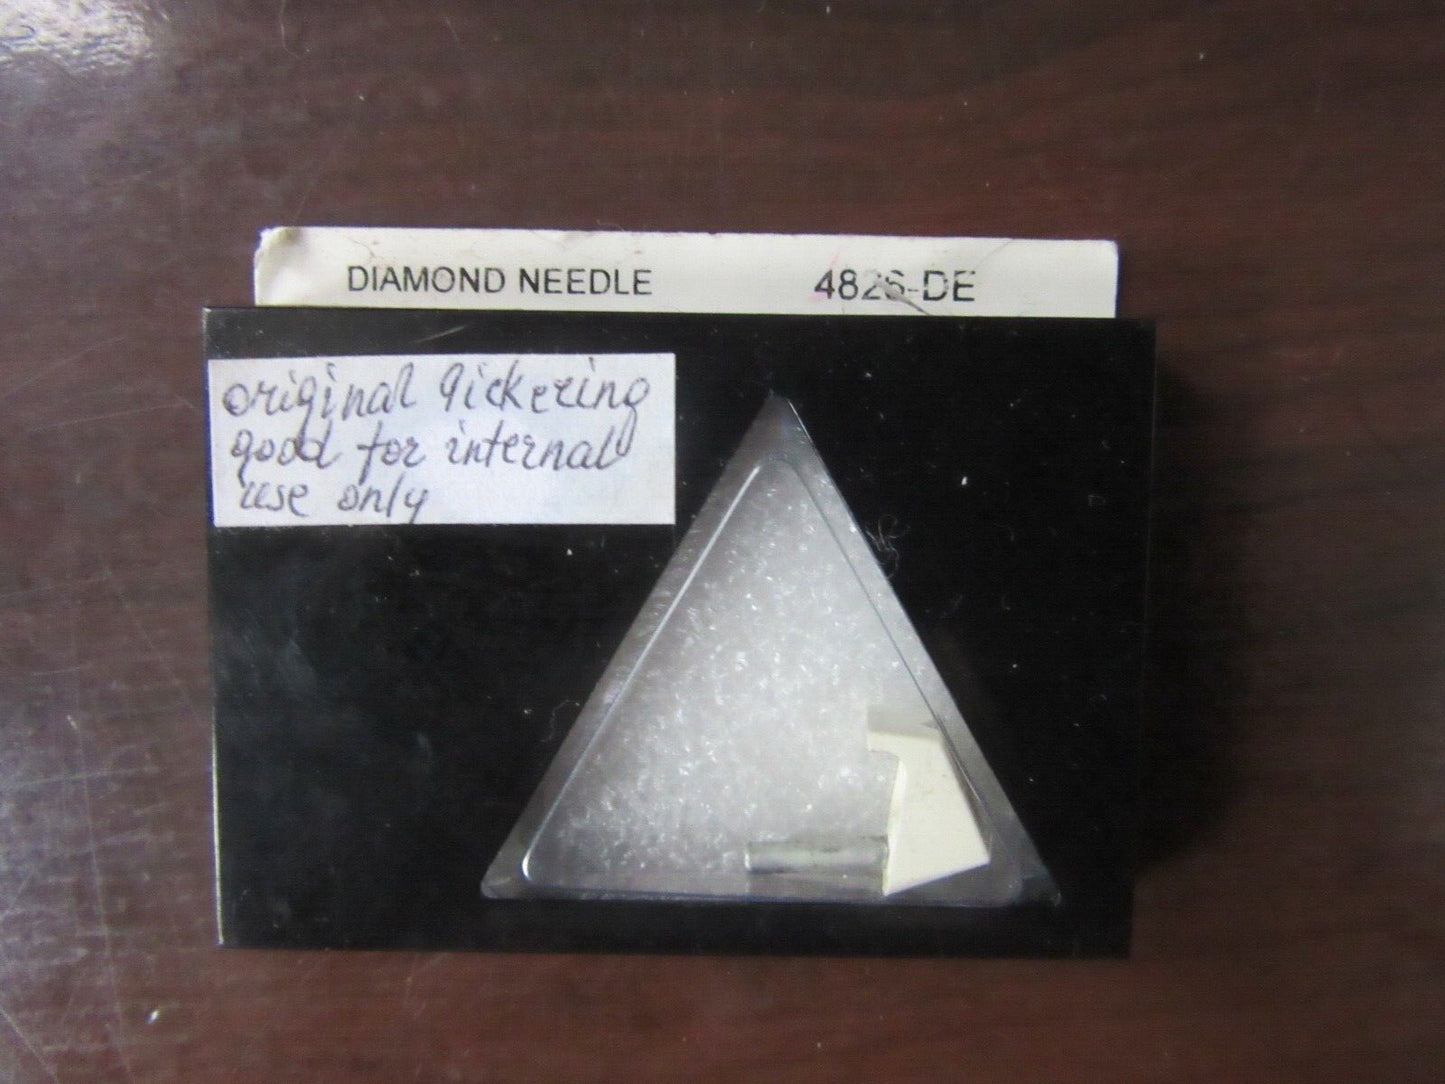 DIAMOND NEEDLE 4826-DE
original Pickering
good for internal
use only